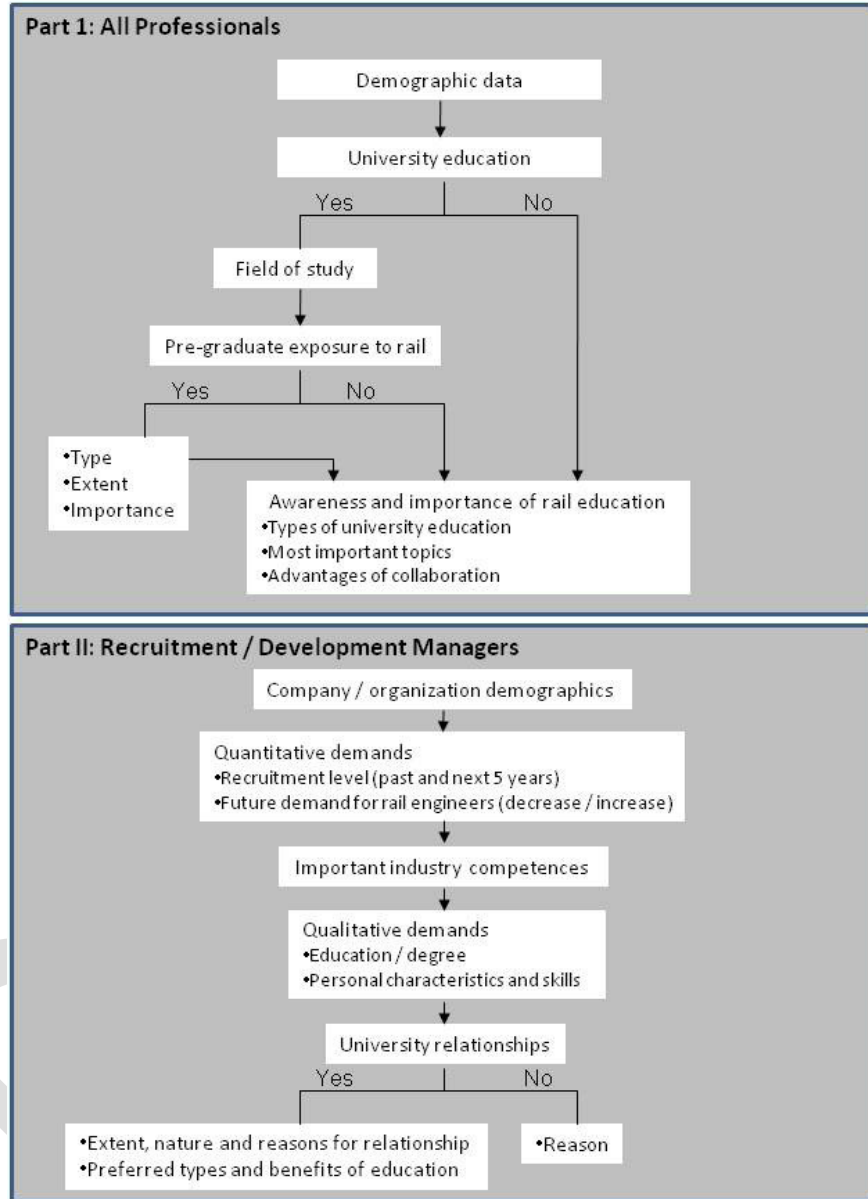 Part 1: All Professionals
Demographic data
University education
Yes No
Field of study
Pre-graduate exposure to rail
Yes No
•Type
•Extent
•Importance
Awareness and importance of rail education
•Types of university education
•Most important topics
•Advantages of collaboration
Part II: Recruitment / Development Managers
Company / organization demographics
Quantitative demands
•Recruitment level (past and next 5 years)
•Future demand for rail engineers (decrease / increase)
Important industry competences
Qualitative demands
•Education / degree
•Personal characteristics and skills
University relationships
Yes No
•Extent, nature and reasons for relationship
•Preferred types and benefits of education
•Reason